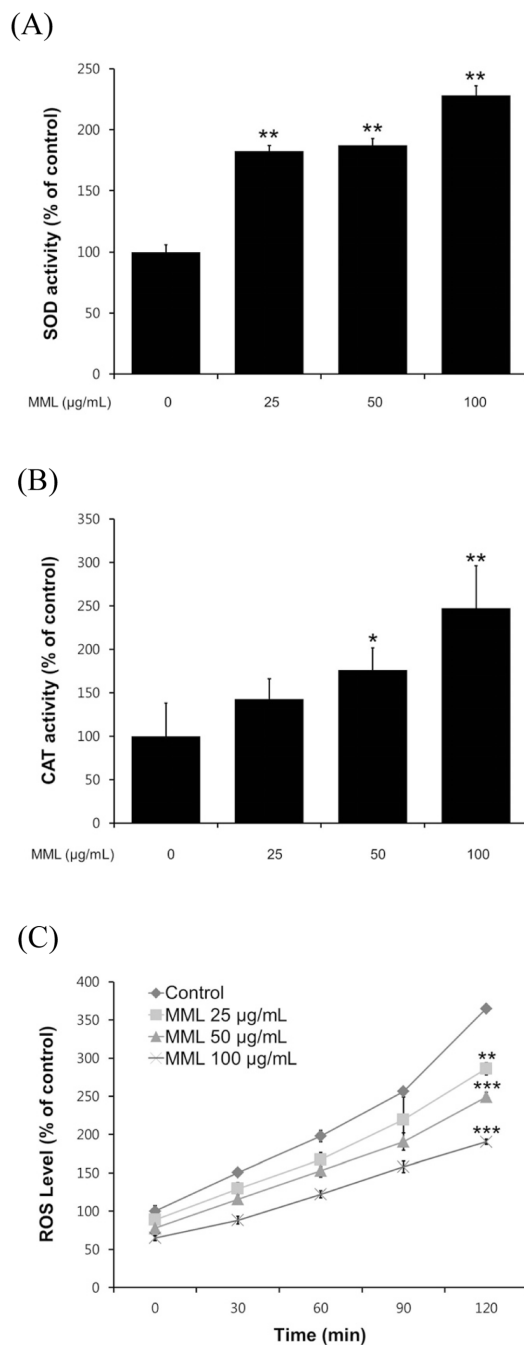 (A)
SOD activity (% of control)
250
200
150
100
50
0
**
**
**
MML (μg/mL)
0 25 50 100
(B)
CAT activity (% of control)
350
300
250
200
150
100
50
0
*
**
MML (μg/mL)
0 25 50 100
(C)
ROS Level (% of control)
400
350
300
250
200
150
100
50
0
Control
MML 25 μg/mL
MML 50 μg/mL
MML 100 μg/mL
**
***
***
0 30 60 90 120
Time (min)